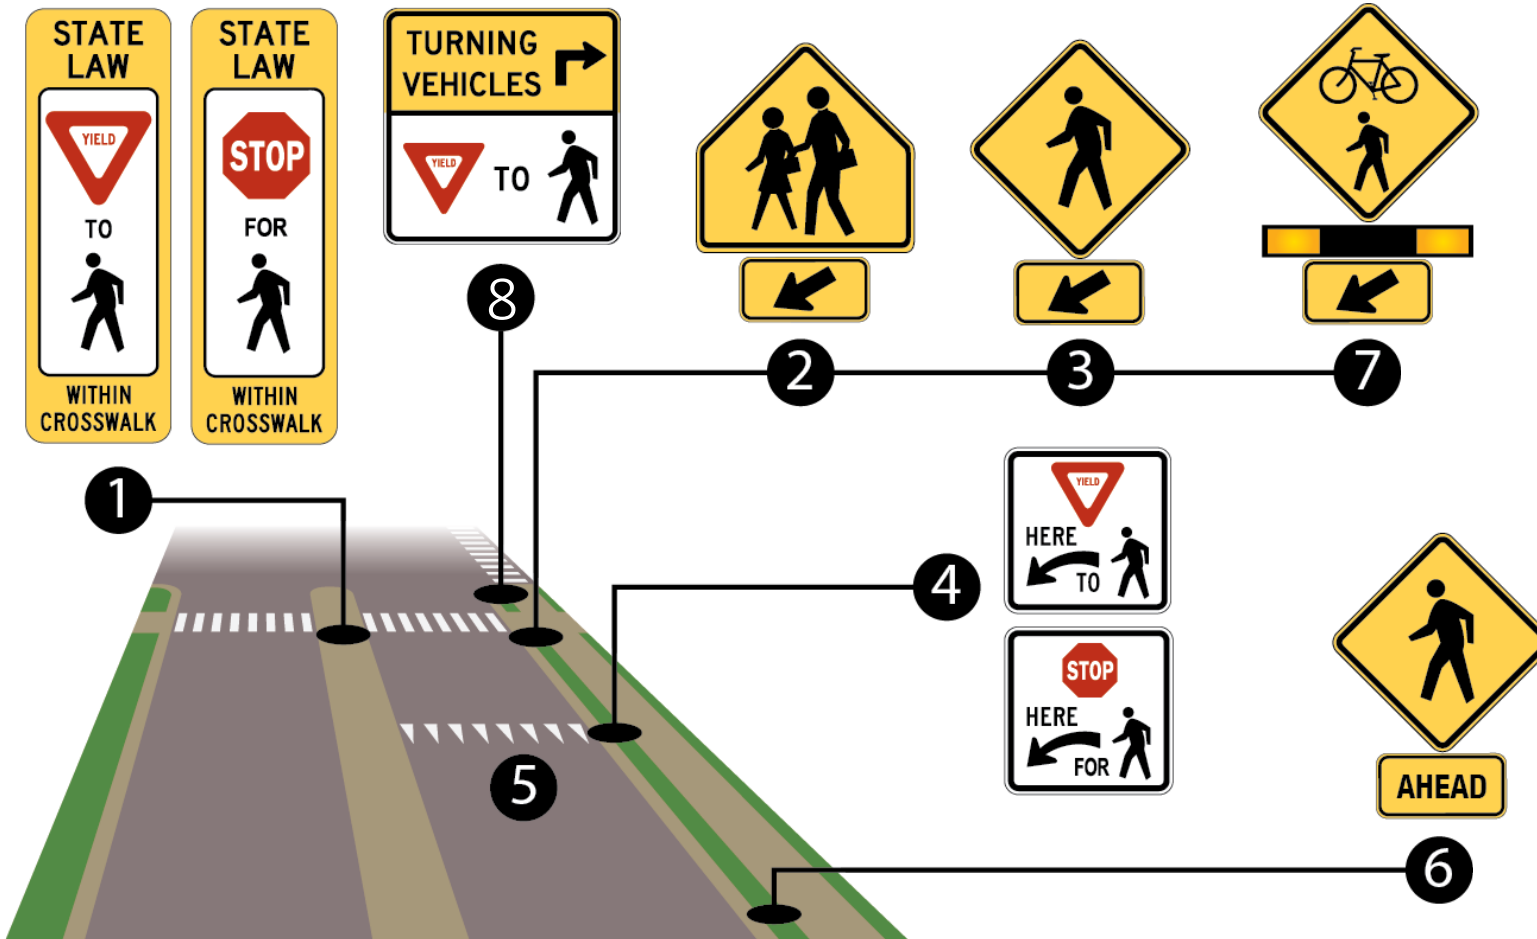 STATE
LAW
YIELD
TO
WITHIN
CROSSWALK
STATE
LAW
STOP
FOR
WITHIN
CROSSWALK
TURNING
VEHICLES
YIELD
TO
8
2
3
7
1
YIELD
HERE
TO
4
STOP
HERE
FOR
5
AHEAD
6